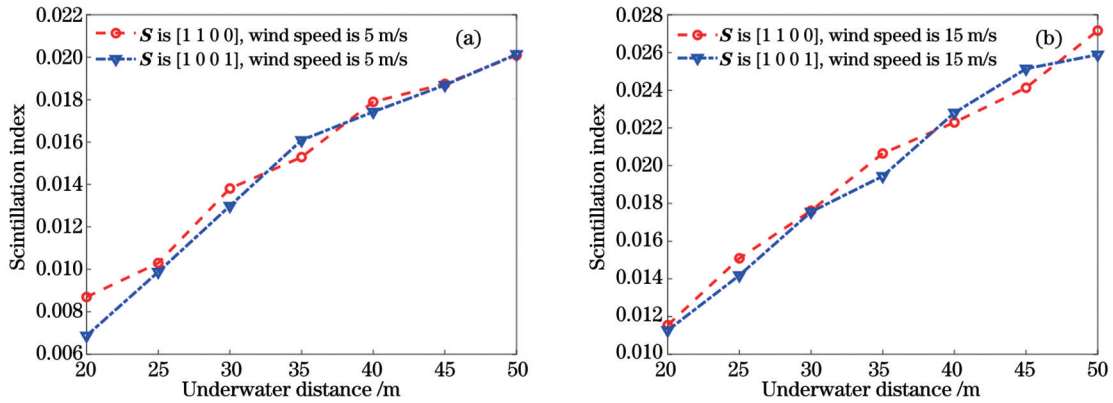 0.022
0.020
0.018
0.016
0.014
0.012
0.010
0.008
0.006
Scintillation index
S is [1 1 0 0], wind speed is 5 m/s
S is [1 0 0 1], wind speed is 5 m/s
(a)
20 25 30 35 40 45 50
Underwater distance /m
0.028
0.026
0.024
0.022
0.020
0.018
0.016
0.014
0.012
0.010
Scintillation index
S is [1 1 0 0], wind speed is 15 m/s
S is [1 0 0 1], wind speed is 15 m/s
(b)
20 25 30 35 40 45 50
Underwater distance /m